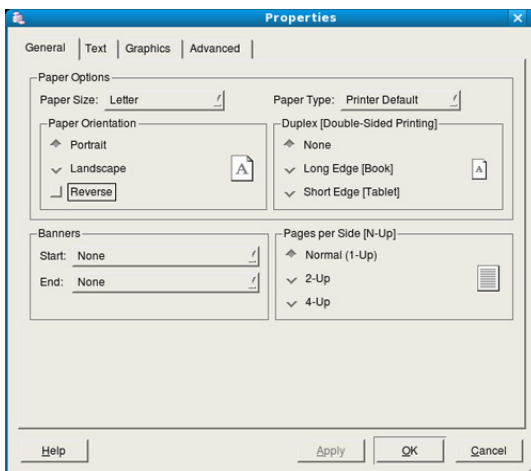 Properties
General Text Graphics Advanced
Paper Options
Paper Size: Letter
Paper Type: Printer Default
Paper Orientation
Portrait
Landscape
Reverse
A
Duplex [Double-Sided Printing]
None
Long Edge [Book]
Short Edge [Tablet]
A
Banners
Start: None
End: None
Pages per Side [N-Up]
Normal (1-Up)
2-Up
4-Up
Help Apply OK Cancel